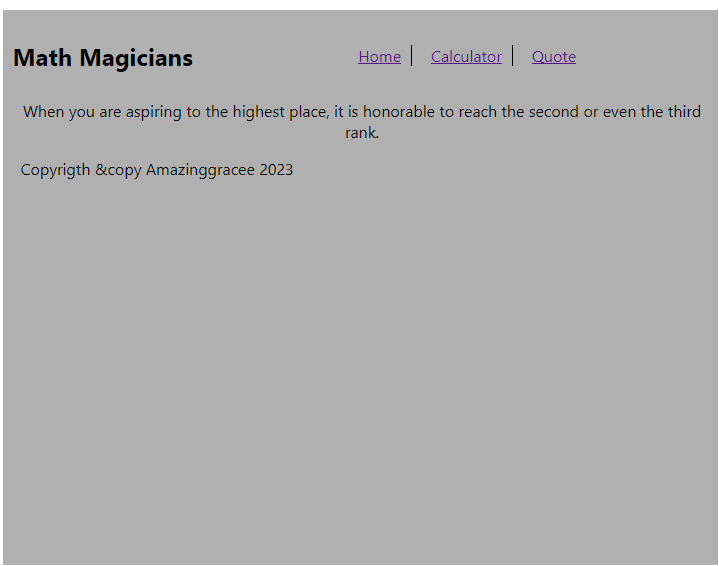 Math Magicians
Home
Calculator
Quote
When you are aspiring to the highest place, it is honorable to reach the second or even the third
rank.
Copyrigth &copy Amazinggracee 2023